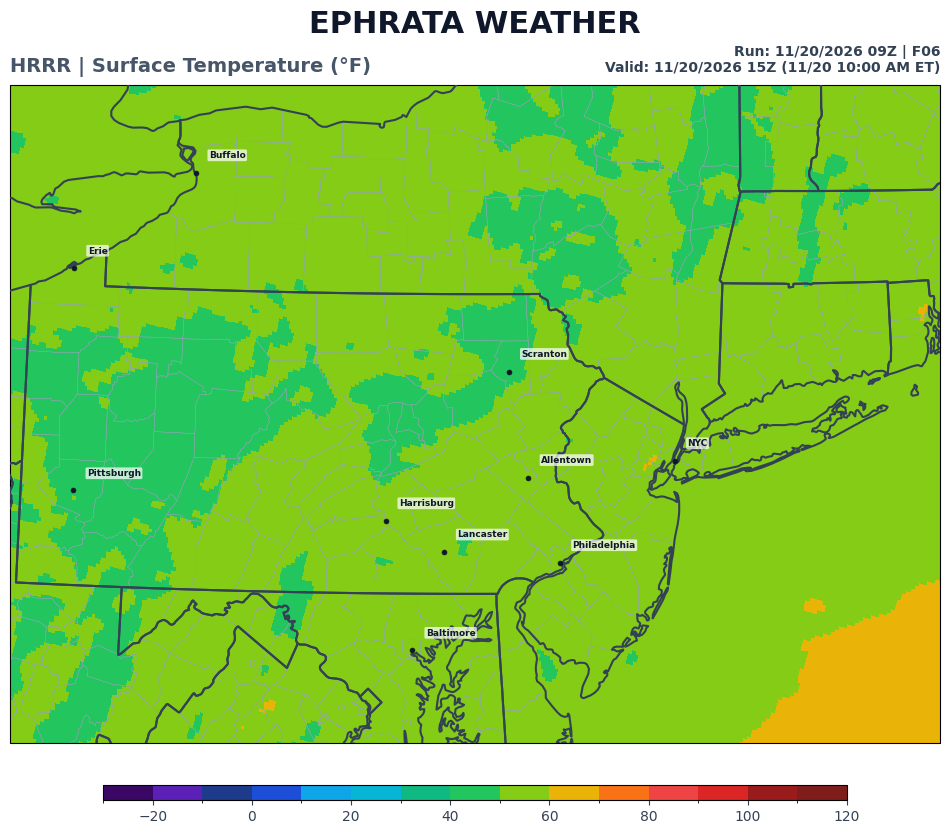 EPHRATA WEATHER
HRRR | Surface Temperature (°F)
Run: 11/20/2026 09Z | F06
Valid: 11/20/2026 15Z (11/20 10:00 AM ET)
Buffalo
Erie
Scranton
NYC
Allentown
Pittsburgh
Harrisburg
Lancaster
Philadelphia
Baltimore
−20 0 20 40 60 80 100 120